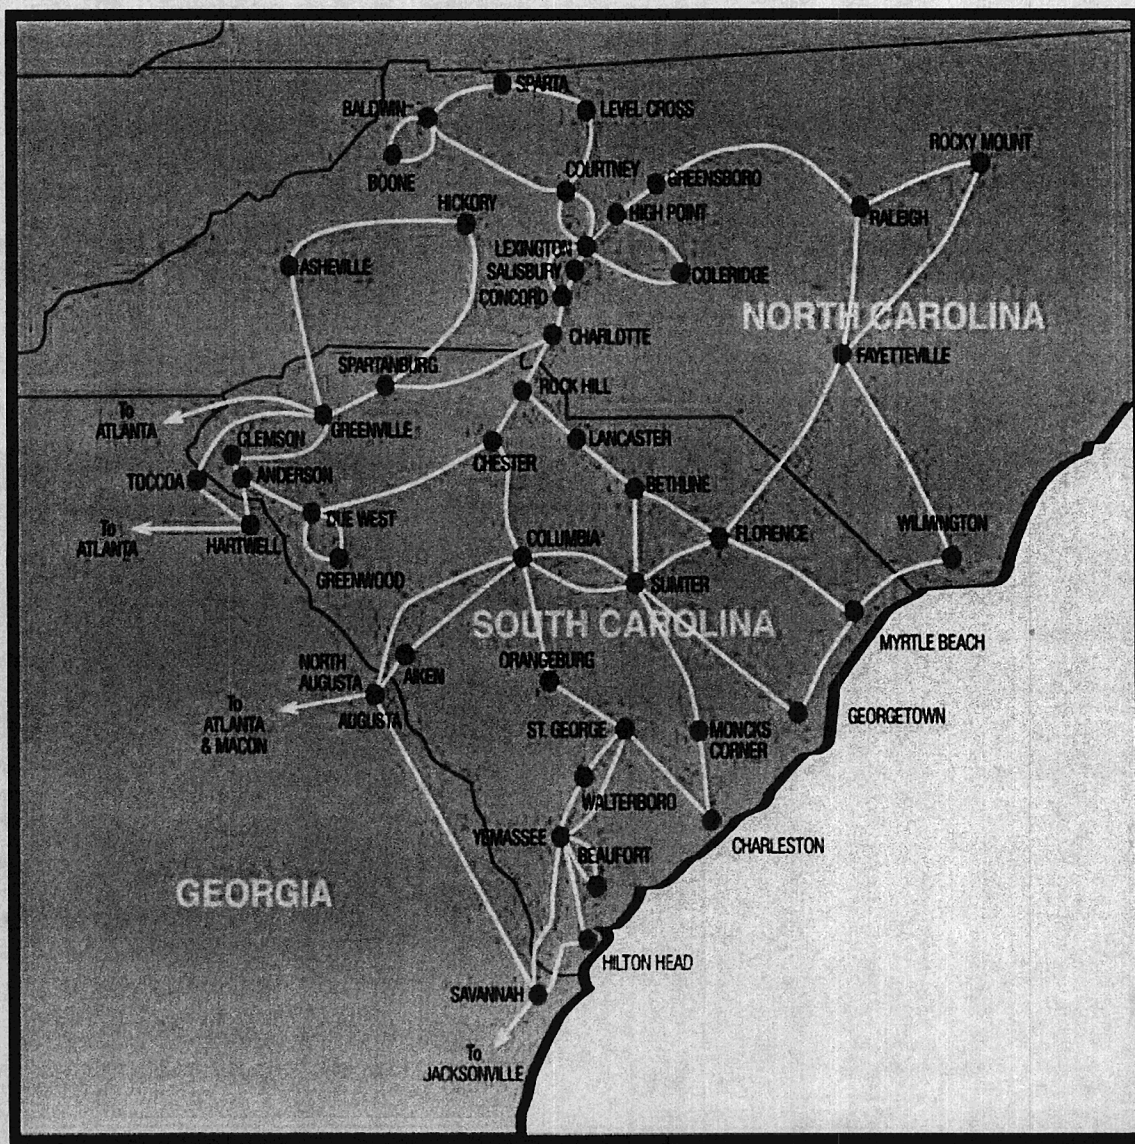 SPARTA
BALDWIN
LEVEL CROSS
ROCKY MOUNT
BOONE
COURTNEY
GREENSBORO
HICKORY
HIGH POINT
RALEIGH
LEXINGTON
ASHEVILLE
SALISBURY
COLERIDGE
CONCORD
NORTH CAROLINA
CHARLOTTE
SPARTANBURG
FAYETTEVILLE
ROCK HILL
To
ATLANTA
GREENVILLE
CLEMSON
LANCASTER
CHESTER
TOCCOA
ANDERSON
BETHUNE
DUE WEST
WILMINGTON
To
ATLANTA
HARTWELL
FLORENCE
COLUMBIA
GREENWOOD
SUMTER
SOUTH CAROLINA
MYRTLE BEACH
NORTH
AUGUSTA
AIKEN
ORANGEBURG
To
ATLANTA
& MACON
AUGUSTA
GEORGETOWN
ST. GEORGE
MONCKS
CORNER
WALTERBORO
YEMASSEE
CHARLESTON
BEAUFORT
GEORGIA
HILTON HEAD
SAVANNAH
To
JACKSONVILLE